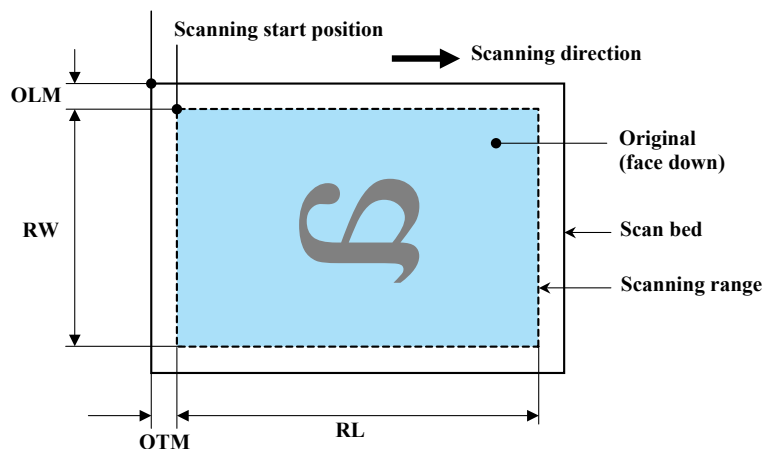 Scanning start position
Scanning direction
OLM
Original
(face down)
RW
Scan bed
Scanning range
RL
OTM